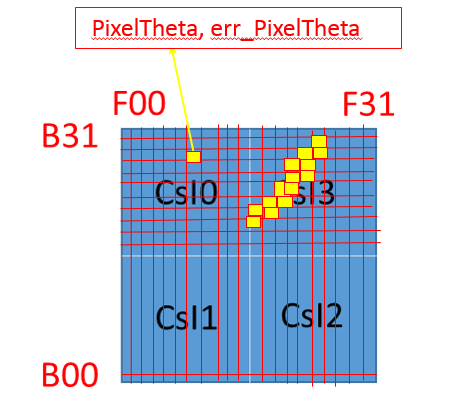 PixelTheta, err_PixelTheta
F00 F31
B31
CsI0 CsI3
CsI1 CsI2
B00